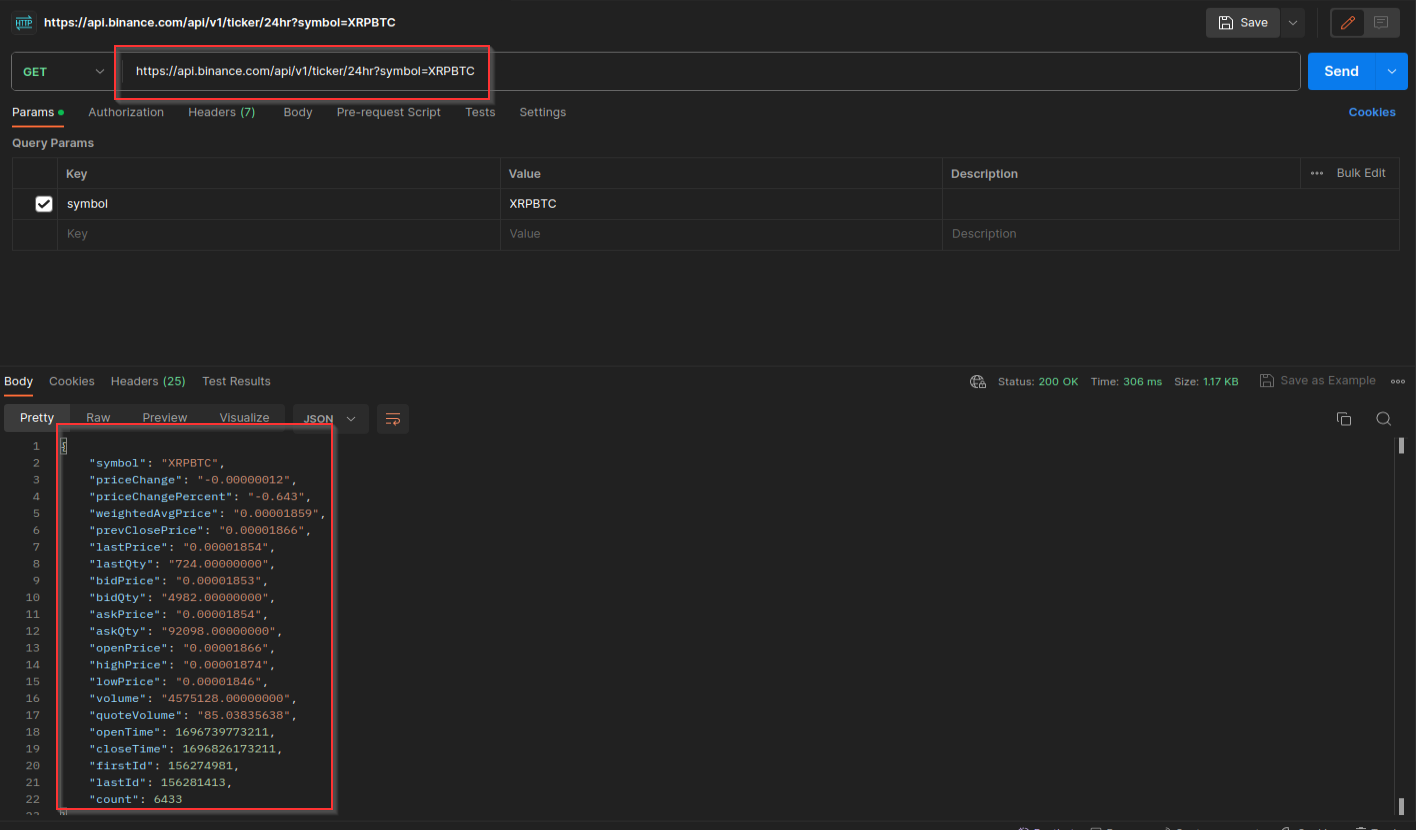 HTTP https://api.binance.com/api/v1/ticker/24hr?symbol=XRPBTC Save
GET https://api.binance.com/api/v1/ticker/24hr?symbol=XRPBTC Send
Params Authorization Headers (7) Body Pre-request Script Tests Settings Cookies
Query Params
Key Value Description Bulk Edit
symbol XRPBTC
Key Value Description
Body Cookies Headers (25) Test Results Status: 200 OK Time: 306 ms Size: 1.17 KB Save as Example
Pretty Raw Preview Visualize JSON
1 {
2 "symbol": "XRPBTC",
3 "priceChange": "-0.00000012",
4 "priceChangePercent": "-0.643",
5 "weightedAvgPrice": "0.00001859",
6 "prevClosePrice": "0.00001866",
7 "lastPrice": "0.00001854",
8 "lastQty": "724.00000000",
9 "bidPrice": "0.00001853",
10 "bidQty": "4982.00000000",
11 "askPrice": "0.00001854",
12 "askQty": "92098.00000000",
13 "openPrice": "0.00001866",
14 "highPrice": "0.00001874",
15 "lowPrice": "0.00001846",
16 "volume": "4575128.00000000",
17 "quoteVolume": "85.03835638",
18 "openTime": 1696739773211,
19 "closeTime": 1696826173211,
20 "firstId": 156274981,
21 "lastId": 156281413,
22 "count": 6433
23 }